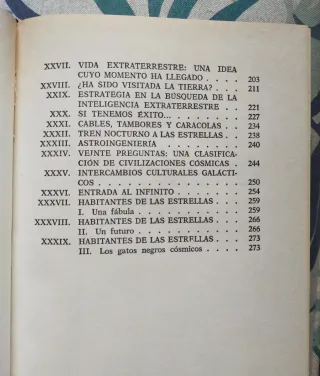 XXVII. VIDA EXTRATERRESTRE: UNA IDEA
CUYO MOMENTO HA LLEGADO . . . . 203
XXVIII. ¿HA SIDO VISITADA LA TIERRA? . . . 211
XXIX. ESTRATEGIA EN LA BÚSQUEDA DE LA
INTELIGENCIA EXTRATERRESTRE . . 221
XXX. SI TENEMOS ÉXITO... . . . . . . 227
XXXI. CABLES, TAMBORES Y CARACOLAS . . 234
XXXII. TREN NOCTURNO A LAS ESTRELLAS . . 238
XXXIII. ASTROINGENIERÍA . . . . . . . 240
XXXIV. VEINTE PREGUNTAS: UNA CLASIFICA-
CIÓN DE CIVILIZACIONES CÓSMICAS . 244
XXXV. INTERCAMBIOS CULTURALES GALÁCTI-
COS . . . . . . . . . . . 250
XXXVI. ENTRADA AL INFINITO . . . . . . 254
XXXVII. HABITANTES DE LAS ESTRELLAS . . . 259
I. Una fábula . . . . . . . . 259
XXXVIII. HABITANTES DE LAS ESTRELLAS . . . 266
II. Un futuro . . . . . . . . . 266
XXXIX. HABITANTES DE LAS ESTRELLAS . . . 273
III. Los gatos negros cósmicos . . . 273